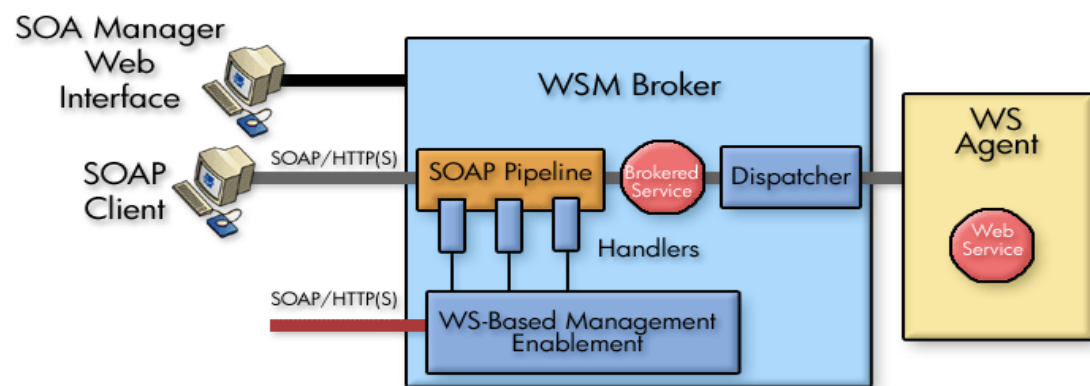 SOA Manager
Web
Interface
WSM Broker
WS
Agent
SOAP/HTTP(S)
SOAP
Client
SOAP Pipeline
Brokered
Service
Dispatcher
Web
Service
Handlers
SOAP/HTTP(S)
WS-Based Management
Enablement